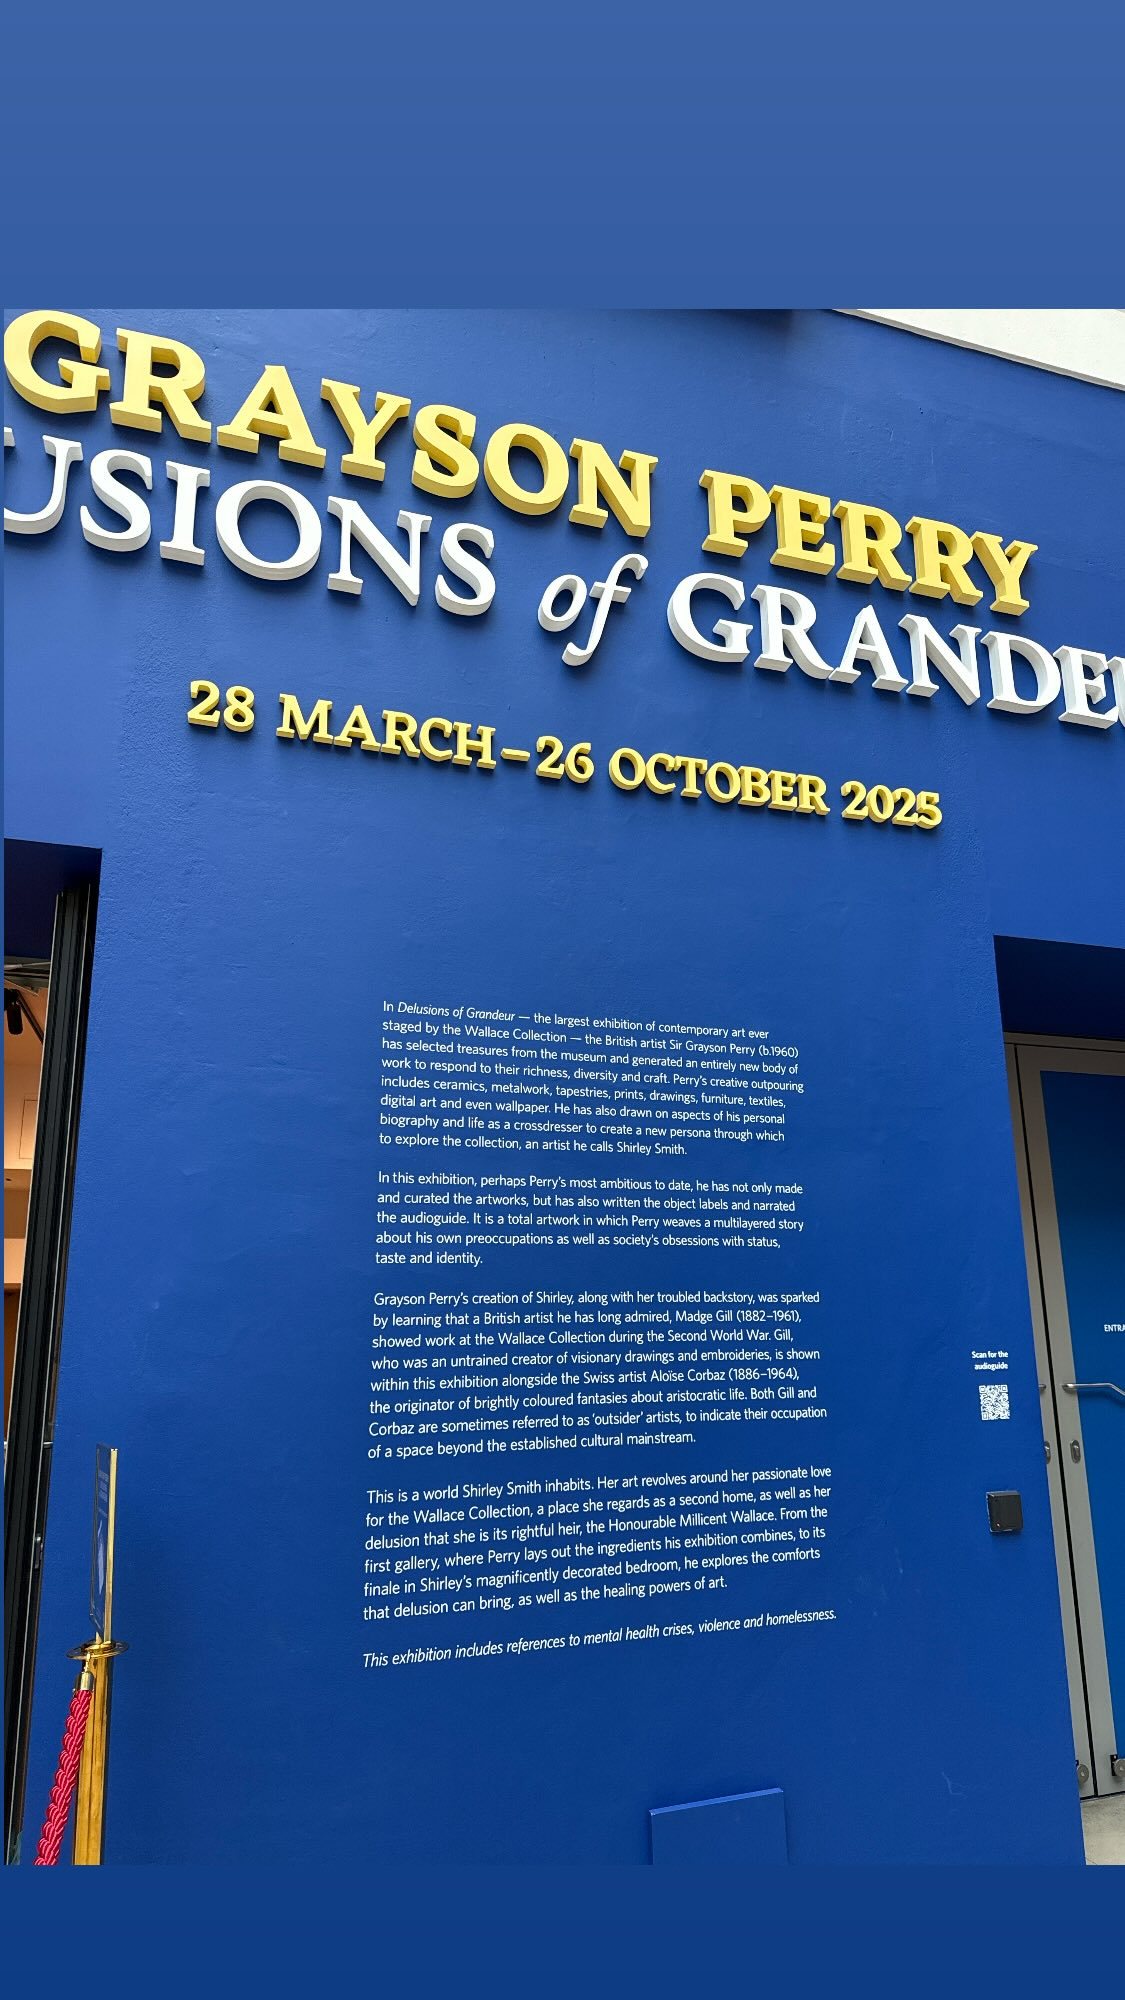 GRAYSON PERRY
USIONS of GRANDEU
28 MARCH – 26 OCTOBER 2025
In Delusions of Grandeur — the largest exhibition of contemporary art ever
staged by the Wallace Collection — the British artist Sir Grayson Perry (b.1960)
has selected treasures from the museum and generated an entirely new body of
work to respond to their richness, diversity and craft. Perry's creative outpouring
includes ceramics, metalwork, tapestries, prints, drawings, furniture, textiles,
digital art and even wallpaper. He has also drawn on aspects of his personal
biography and life as a crossdresser to create a new persona through which
to explore the collection, an artist he calls Shirley Smith.
In this exhibition, perhaps Perry's most ambitious to date, he has not only made
and curated the artworks, but has also written the object labels and narrated
the audioguide. It is a total artwork in which Perry weaves a multilayered story
about his own preoccupations as well as society's obsessions with status,
taste and identity.
Grayson Perry's creation of Shirley, along with her troubled backstory, was sparked
by learning that a British artist he has long admired, Madge Gill (1882–1961),
showed work at the Wallace Collection during the Second World War. Gill,
who was an untrained creator of visionary drawings and embroideries, is shown
within this exhibition alongside the Swiss artist Aloïse Corbaz (1886–1964),
the originator of brightly coloured fantasies about aristocratic life. Both Gill and
Corbaz are sometimes referred to as 'outsider' artists, to indicate their occupation
of a space beyond the established cultural mainstream.
This is a world Shirley Smith inhabits. Her art revolves around her passionate love
for the Wallace Collection, a place she regards as a second home, as well as her
delusion that she is its rightful heir, the Honourable Millicent Wallace. From the
first gallery, where Perry lays out the ingredients his exhibition combines, to its
finale in Shirley's magnificently decorated bedroom, he explores the comforts
that delusion can bring, as well as the healing powers of art.
This exhibition includes references to mental health crises, violence and homelessness.
Scan for the
audioguide
ENTRA